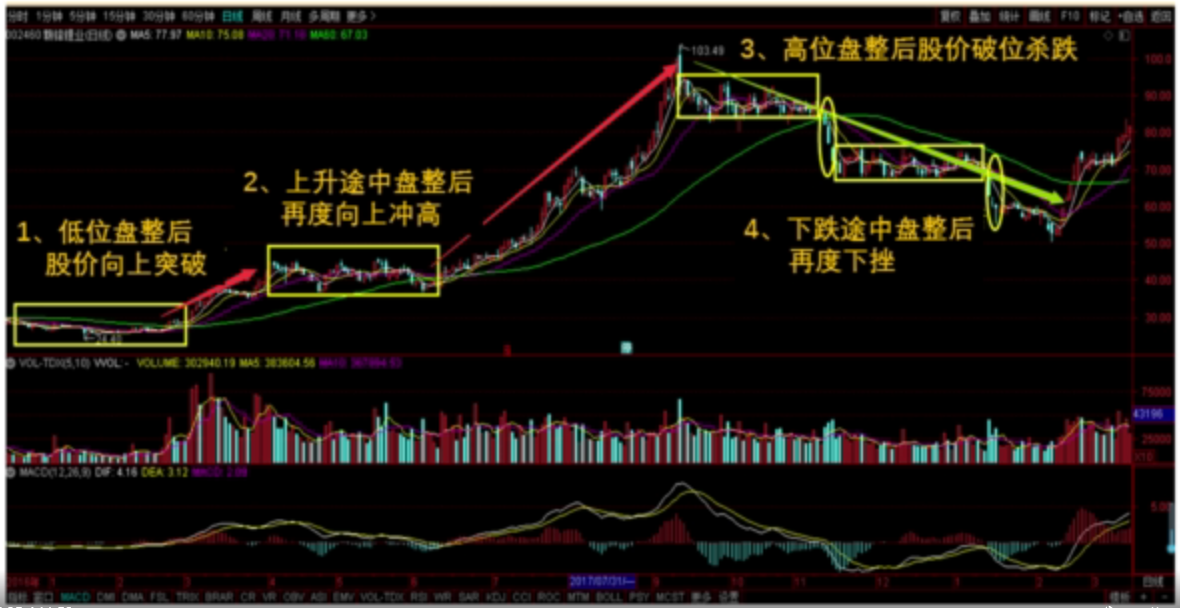 分时 1分钟 5分钟 15分钟 30分钟 60分钟 日线 周线 月线 多周期 更多>
复权 叠加 统计 画线 F10 标记 +自选 返回
002460 赣锋锂业(日线) MA5: 77.97 MA10: 75.08 MA20: 71.18 MA60: 67.03
103.49
3、高位盘整后股价破位杀跌
100.0
90.00
80.00
2、上升途中盘整后
再度向上冲高
70.00
60.00
1、低位盘整后
股价向上突破
4、下跌途中盘整后
再度下挫
50.00
40.00
30.00
24.40
VOL-TDX(5,10) VVOL: - VOLUME: 302940.19 MA5: 383604.56
75000
43196
25000
X10
MACD(12,26,9) DIF: 4.16 DEA: 3.12 MACD: 2.08
5.00
1 2 3 4 5 6 7 2017/07/31/一 9 10 11 12 1 2 3 日线
指标 窗口 MACD DMI DMA FSL TRIX BRAR CR VR OBV ASI EMV VOL-TDX RSI WR SAR KDJ CCI ROC MTM BOLL PSY MCST 更多 设置
模板 + -